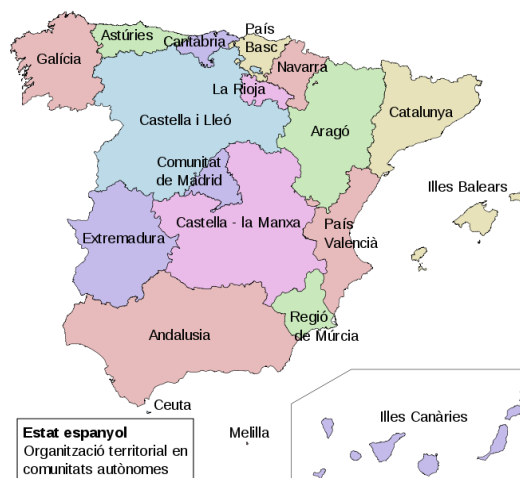 Astúries
Cantàbria
País
Basc
Galícia
Navarra
La Rioja
Catalunya
Castella i Lleó
Aragó
Comunitat
de Madrid
Illes Balears
Castella - la Manxa
País
Valencià
Extremadura
Regió
de Múrcia
Andalusia
Ceuta
Melilla
Illes Canàries
Estat espanyol
Organització territorial en
comunitats autònomes